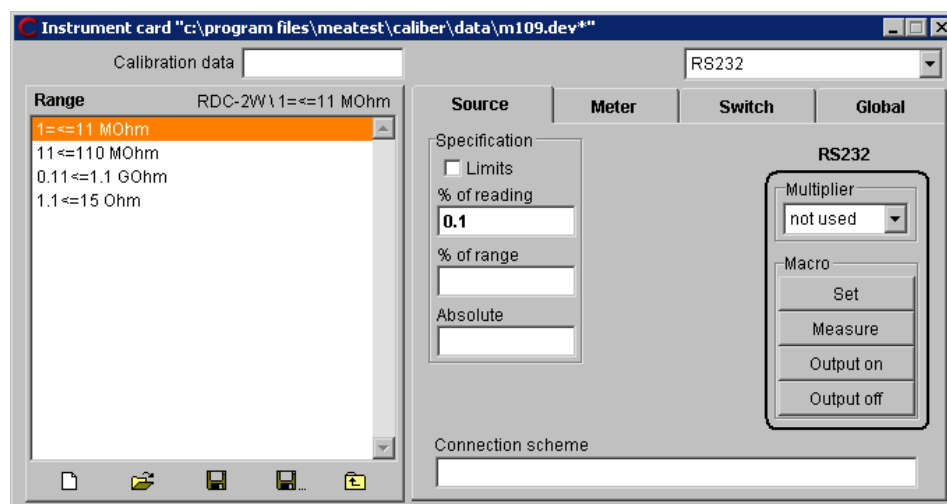 Instrument card "c:\program files\meatest\caliber\data\m109.dev*"
Calibration data
RS232
Range RDC-2W\1=<=11 MOhm
1=<=11 MOhm
11<=110 MOhm
0.11<=1.1 GOhm
1.1<=15 Ohm
Source Meter Switch Global
Specification
Limits
% of reading
0.1
% of range
Absolute
RS232
Multiplier
not used
Macro
Set
Measure
Output on
Output off
Connection scheme